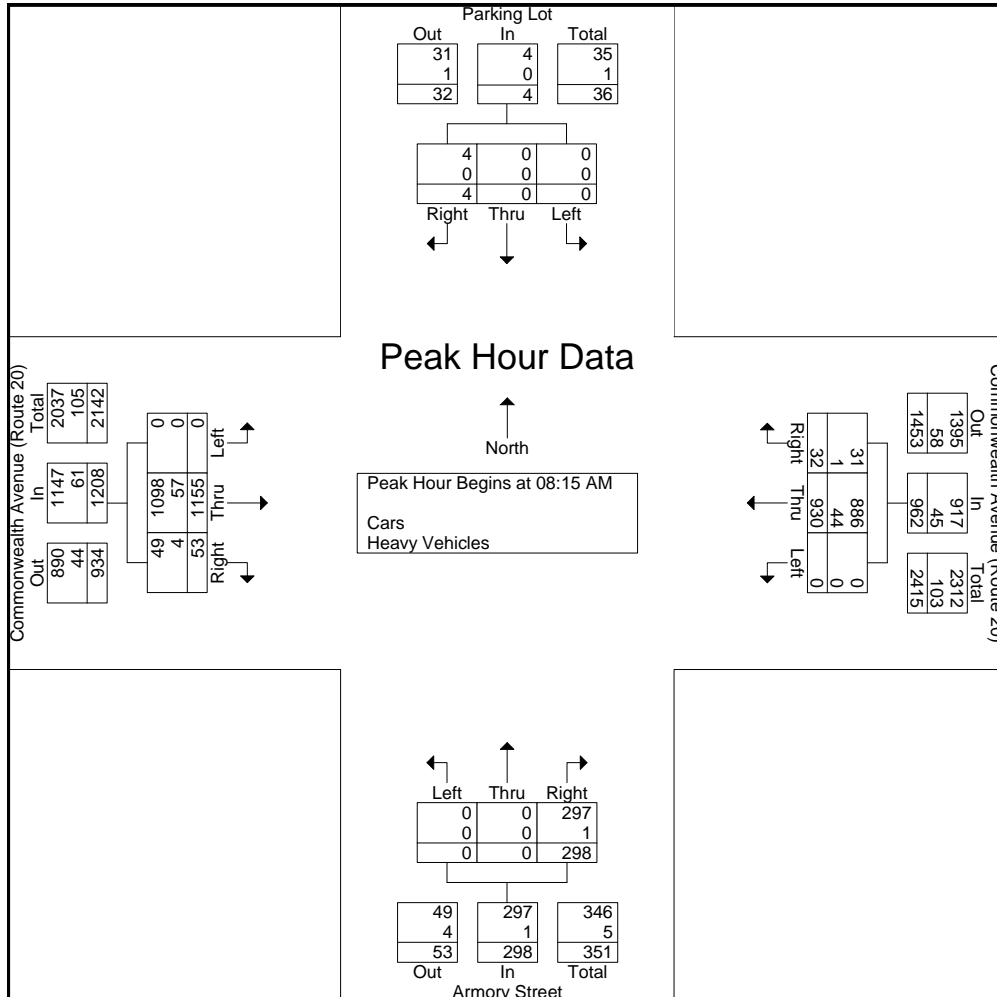 Parking Lot
Out In Total
31 4 35
1 0 1
32 4 36
4 0 0
0 0 0
4 0 0
Right Thru Left
Peak Hour Data
North
Peak Hour Begins at 08:15 AM
Cars
Heavy Vehicles
Commonwealth Avenue (Route 20)
Total In Out
2037 1147 890
105 61 44
2142 1208 934
0 1098 49
0 57 4
0 1155 53
Left Thru Right
Commonwealth Avenue (Route 20)
Out In Total
1395 917 2312
58 45 103
1453 962 2415
31 886 0
1 44 0
32 930 0
Right Thru Left
Left Thru Right
0 0 297
0 0 1
0 0 298
49 297 346
4 1 5
53 298 351
Out In Total
Armory Street